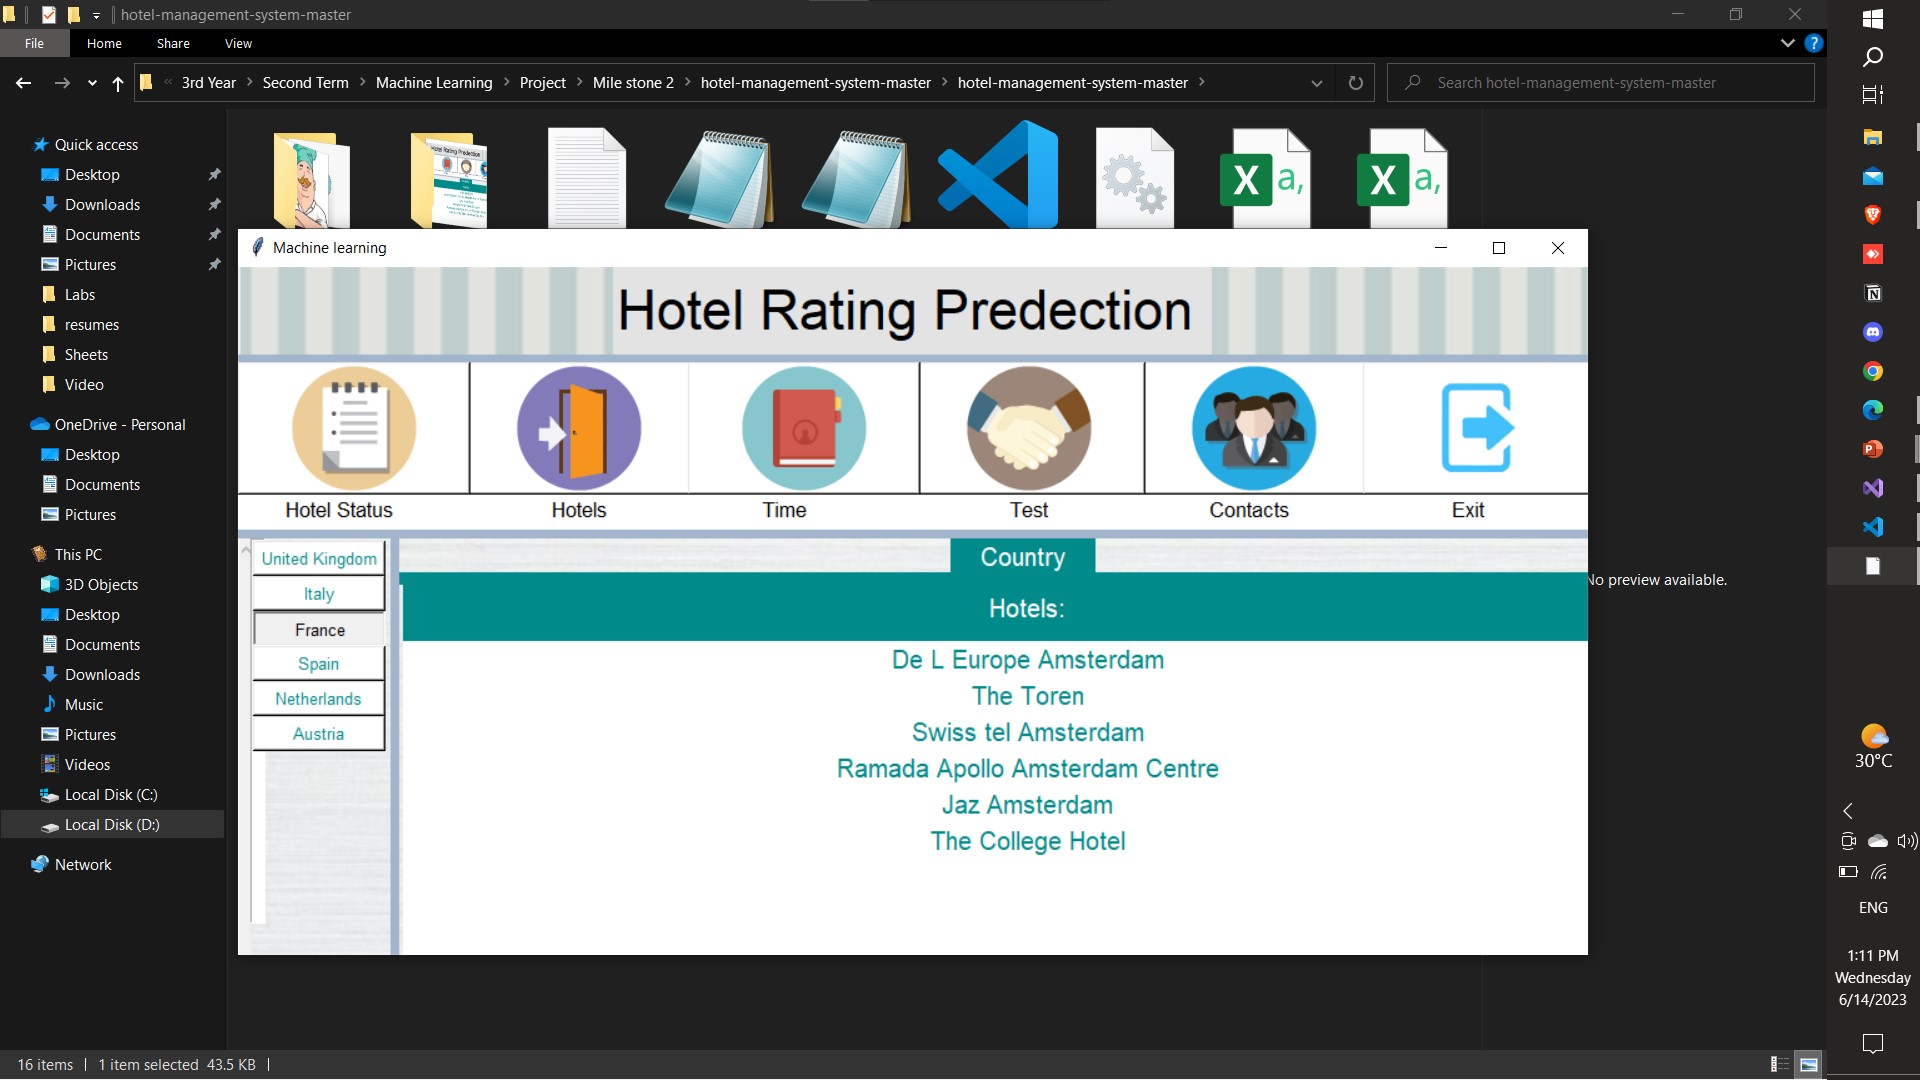 hotel-management-system-master
File Home Share View
« 3rd Year > Second Term > Machine Learning > Project > Mile stone 2 > hotel-management-system-master > hotel-management-system-master >
Search hotel-management-system-master
Quick access
Desktop
Downloads
Documents
Pictures
Labs
resumes
Sheets
Video
OneDrive - Personal
Desktop
Documents
Pictures
This PC
3D Objects
Desktop
Documents
Downloads
Music
Pictures
Videos
Local Disk (C:)
Local Disk (D:)
Network
Hotel Rating Predection
X a,
X a,
Machine learning
Hotel Rating Predection
Hotel Status
Hotels
Time
Test
Contacts
Exit
United Kingdom
Italy
France
Spain
Netherlands
Austria
Country
Hotels:
De L Europe Amsterdam
The Toren
Swiss tel Amsterdam
Ramada Apollo Amsterdam Centre
Jaz Amsterdam
The College Hotel
No preview available.
30°C
ENG
1:11 PM
Wednesday
6/14/2023
16 items 1 item selected 43.5 KB